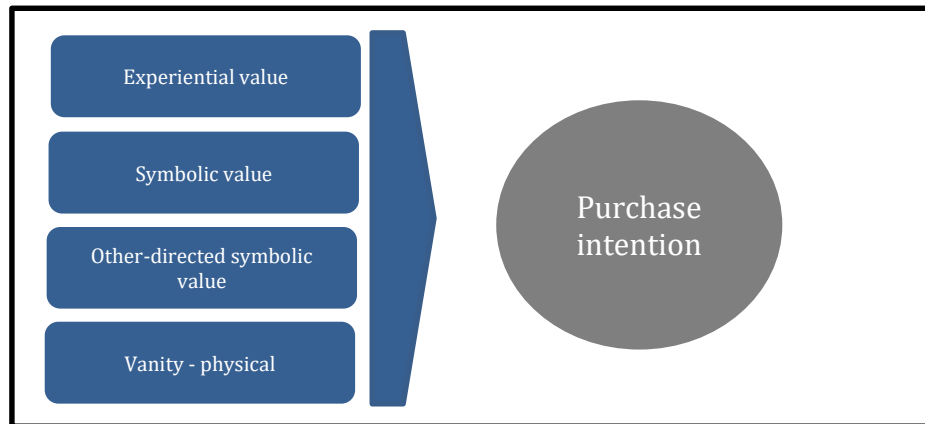 Experiential value
Symbolic value
Other-directed symbolic
value
Vanity - physical
Purchase
intention